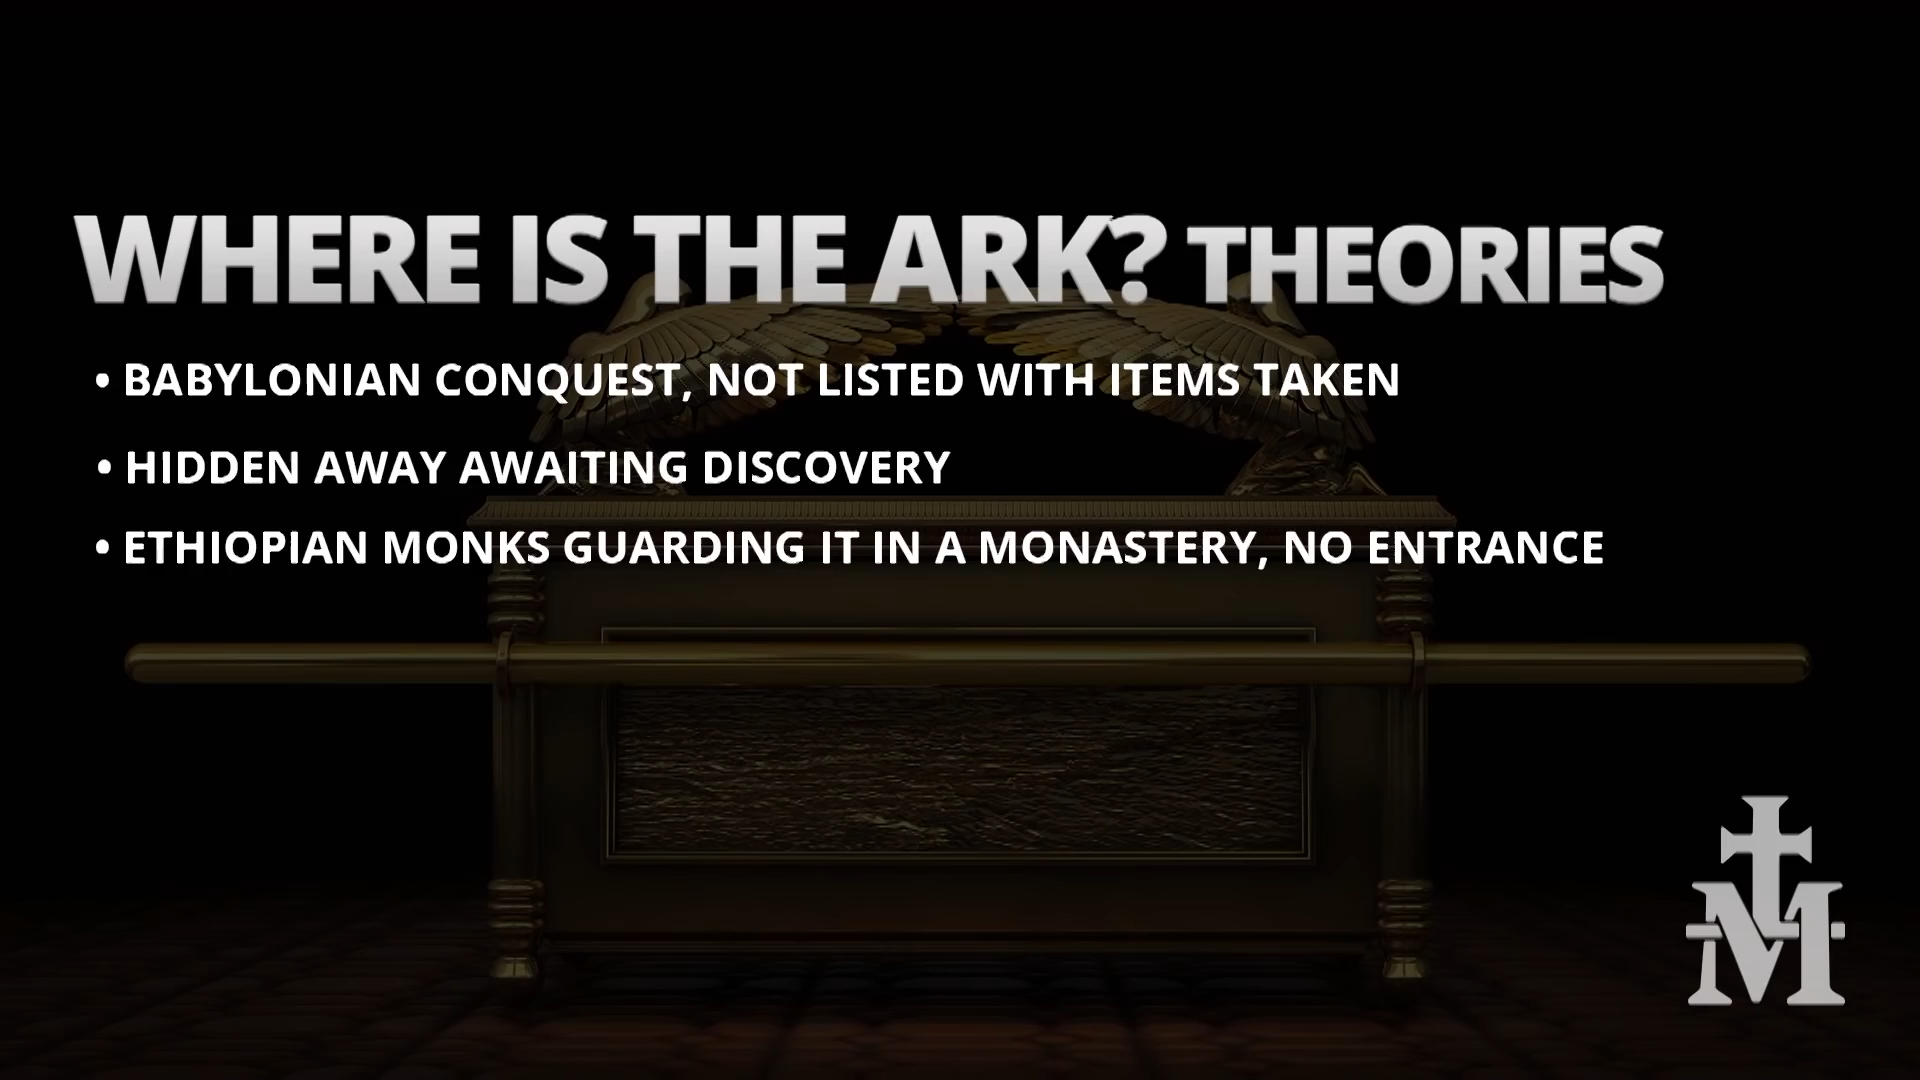 WHERE IS THE ARK? THEORIES
• BABYLONIAN CONQUEST, NOT LISTED WITH ITEMS TAKEN
• HIDDEN AWAY AWAITING DISCOVERY
• ETHIOPIAN MONKS GUARDING IT IN A MONASTERY, NO ENTRANCE
M